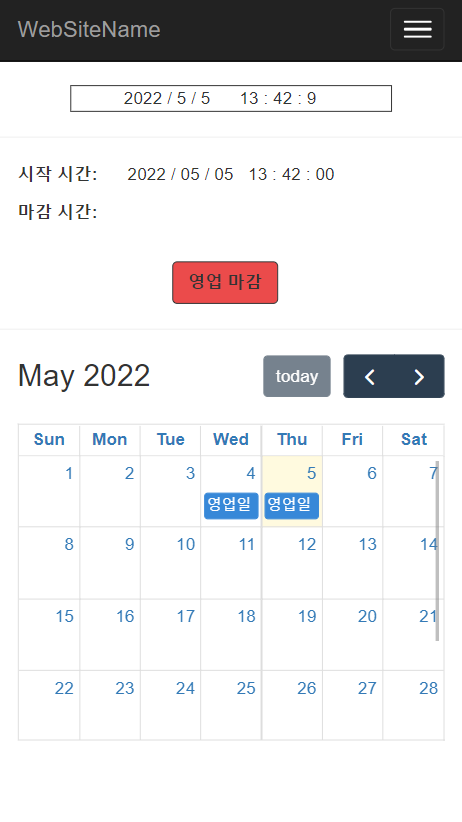 WebSiteName
2022 / 5 / 5 13 : 42 : 9
시작 시간: 2022 / 05 / 05 13 : 42 : 00
마감 시간:
영업 마감
May 2022 today
Sun Mon Tue Wed Thu Fri Sat
1 2 3 4 5 6 7
영업일 영업일
8 9 10 11 12 13 14
15 16 17 18 19 20 21
22 23 24 25 26 27 28